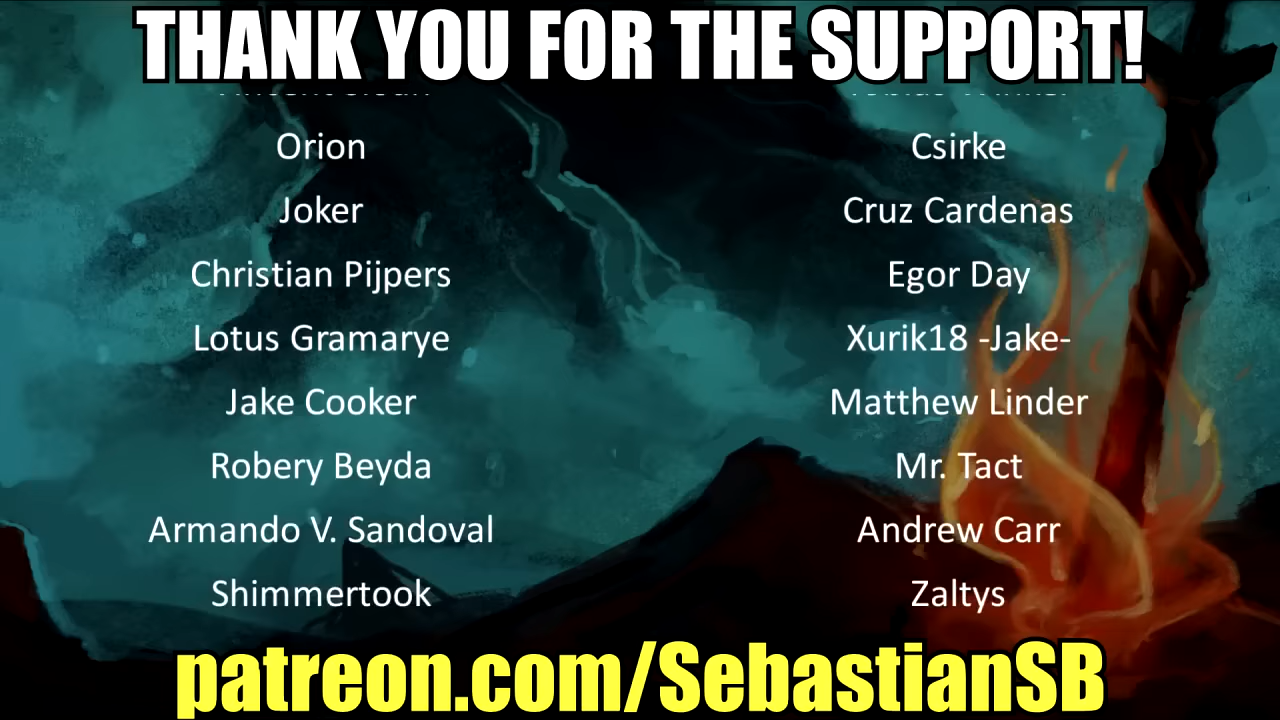 THANK YOU FOR THE SUPPORT!
Orion
Csirke
Joker
Cruz Cardenas
Christian Pijpers
Egor Day
Lotus Gramarye
Xurik18 -Jake-
Jake Cooker
Matthew Linder
Robery Beyda
Mr. Tact
Armando V. Sandoval
Andrew Carr
Shimmertook
Zaltys
patreon.com/SebastianSB